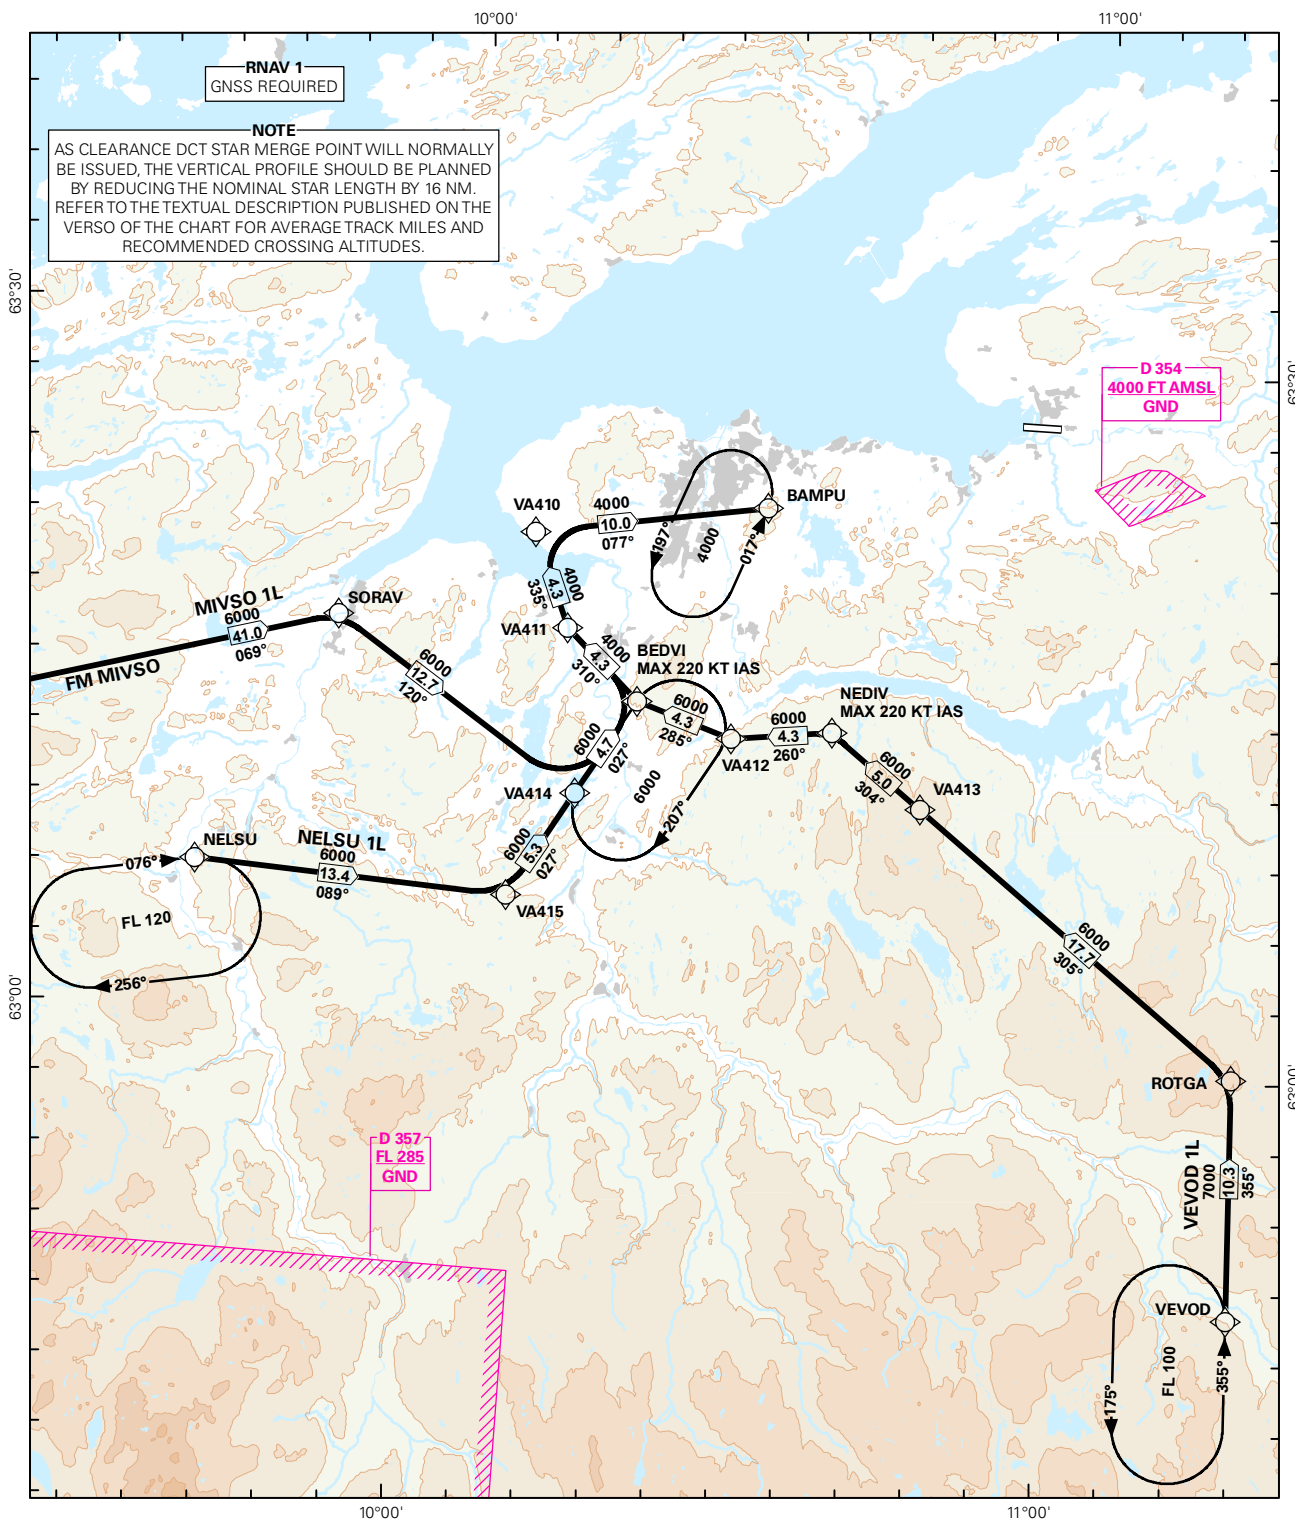 10°00'
11°00'
RNAV 1
GNSS REQUIRED
NOTE
AS CLEARANCE DCT STAR MERGE POINT WILL NORMALLY
BE ISSUED, THE VERTICAL PROFILE SHOULD BE PLANNED
BY REDUCING THE NOMINAL STAR LENGTH BY 16 NM.
REFER TO THE TEXTUAL DESCRIPTION PUBLISHED ON THE
VERSO OF THE CHART FOR AVERAGE TRACK MILES AND
RECOMMENDED CROSSING ALTITUDES.
63°30'
63°30'
D 354
4000 FT AMSL
GND
VA410
4000
10.0
077°
BAMPU
197°
4000
017°
4000
4.3
335°
MIVSO 1L
6000
41.0
069°
FM MIVSO
SORAV
VA411
4000
4.3
310°
BEDVI
MAX 220 KT IAS
6000
12.7
120°
6000
4.3
285°
NEDIV
MAX 220 KT IAS
6000
4.3
260°
VA412
6000
4.7
027°
6000
207°
6000
5.0
304°
VA413
VA414
NELSU
NELSU 1L
6000
13.4
089°
6000
5.3
027°
VA415
076°
FL 120
256°
6000
17.7
305°
63°00'
63°00'
ROTGA
D 357
FL 285
GND
VEVOD 1L
7000
10.3
355°
VEVOD
FL 100
175°
355°
10°00'
11°00'